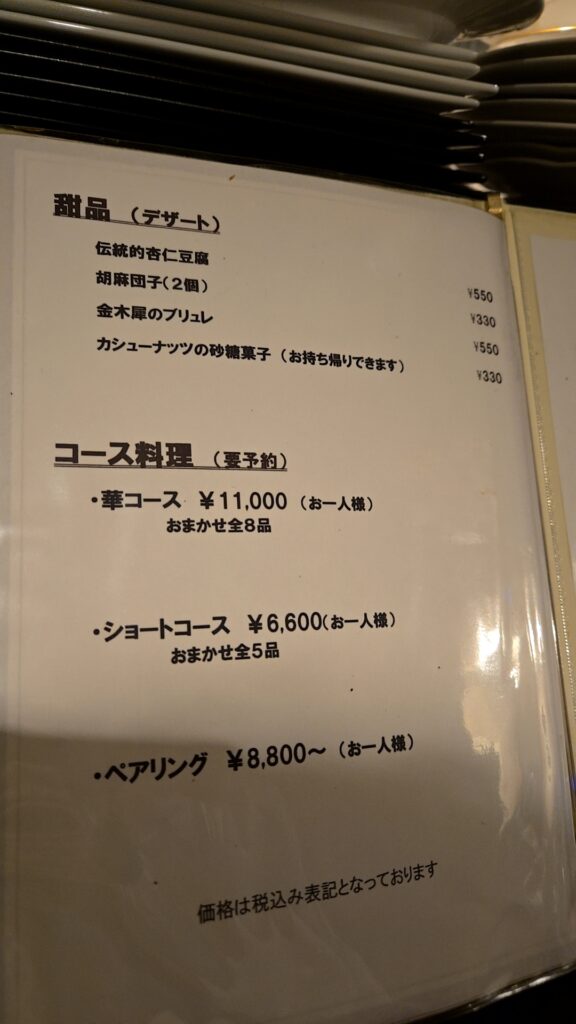 甜品 （デザート）
伝統的杏仁豆腐 ¥550
胡麻団子（２個） ¥330
金木犀のブリュレ ¥550
カシューナッツの砂糖菓子 （お持ち帰りできます） ¥330
コース料理 （要予約）
・華コース ￥11,000 （お一人様）
おまかせ全８品
・ショートコース ￥6,600（お一人様）
おまかせ全５品
・ペアリング ￥8,800～ （お一人様）
価格は税込み表記となっております